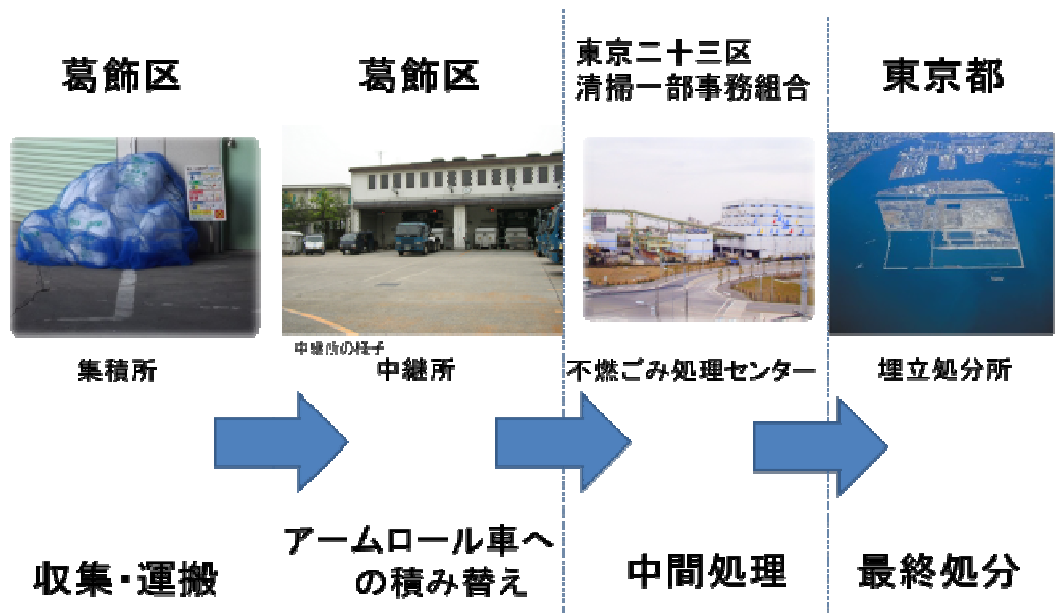 葛飾区
葛飾区
東京二十三区
清掃一部事務組合
東京都
中継所の様子
集積所
中継所
不燃ごみ処理センター
埋立処分所
収集・運搬
アームロール車へ
の積み替え
中間処理
最終処分